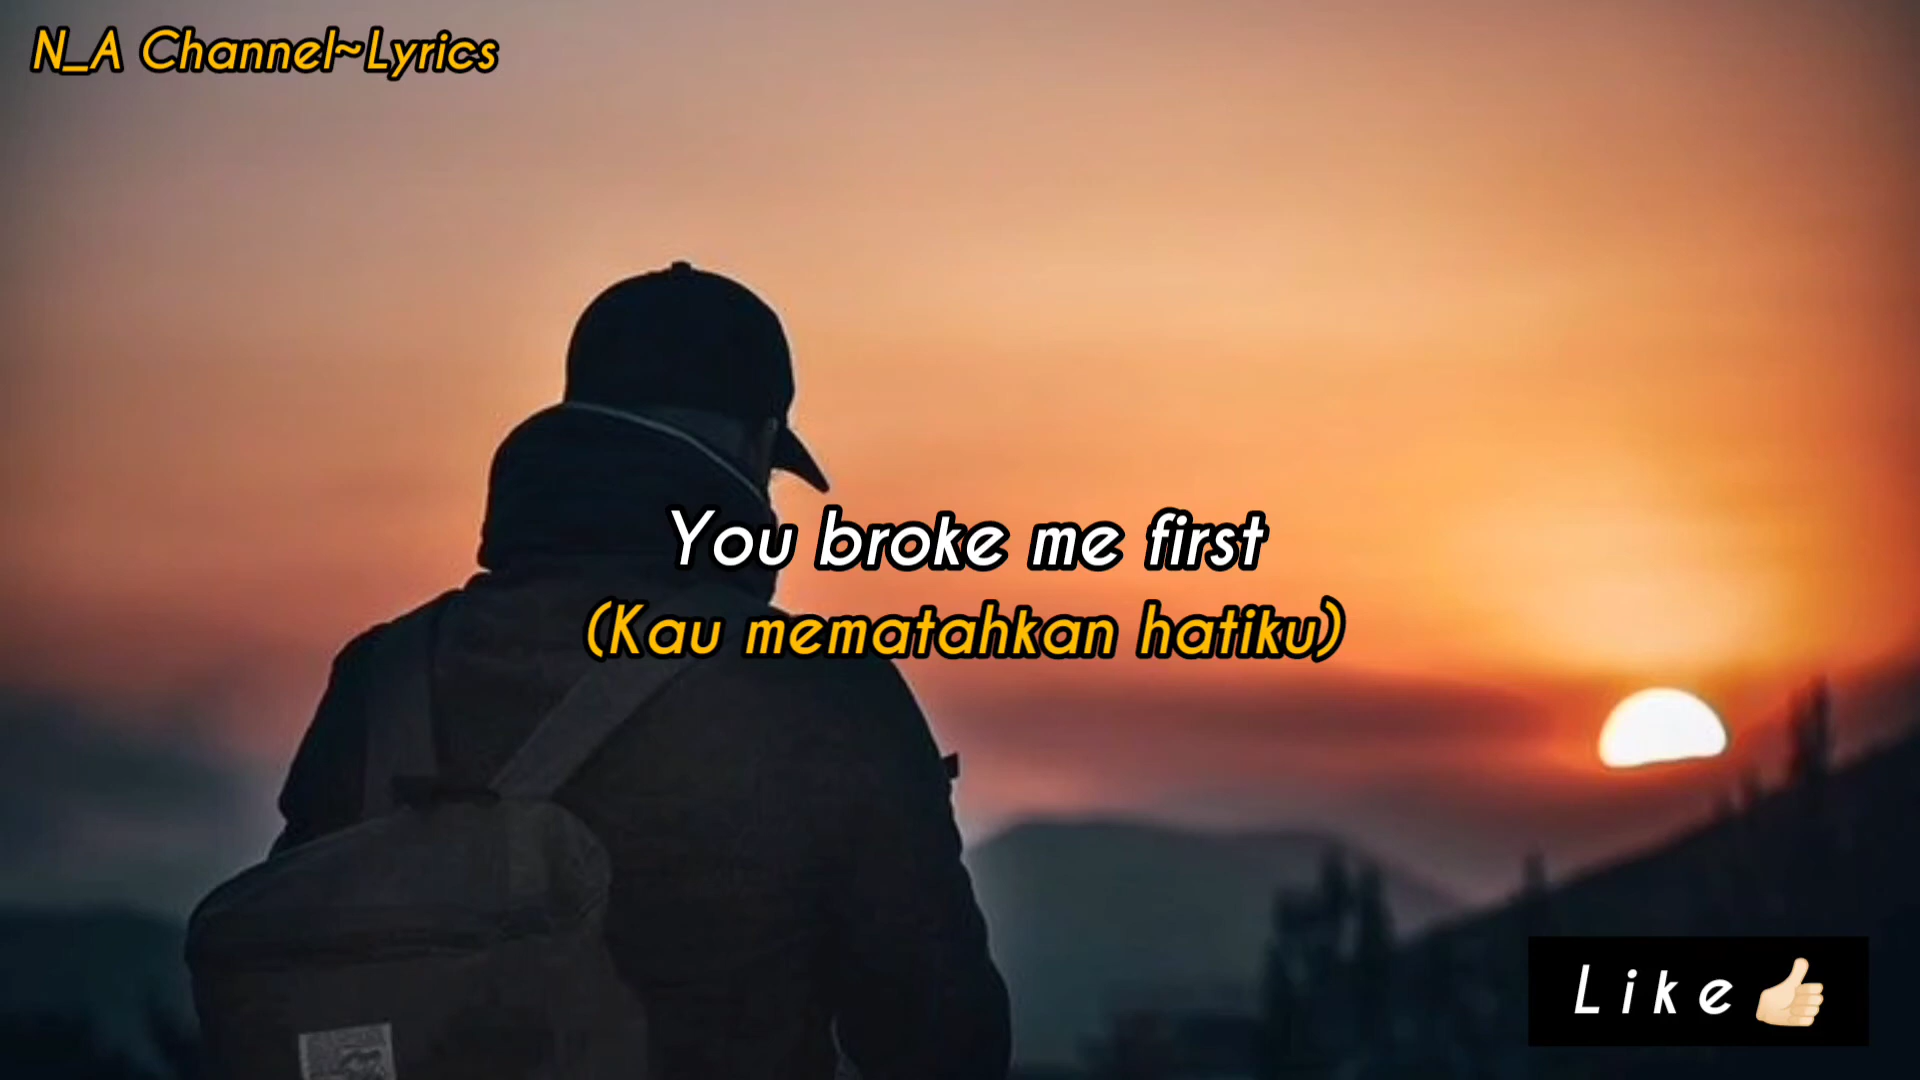 N_A Channel~Lyrics
You broke me first
(Kau mematahkan hatiku)
Like👍🏻